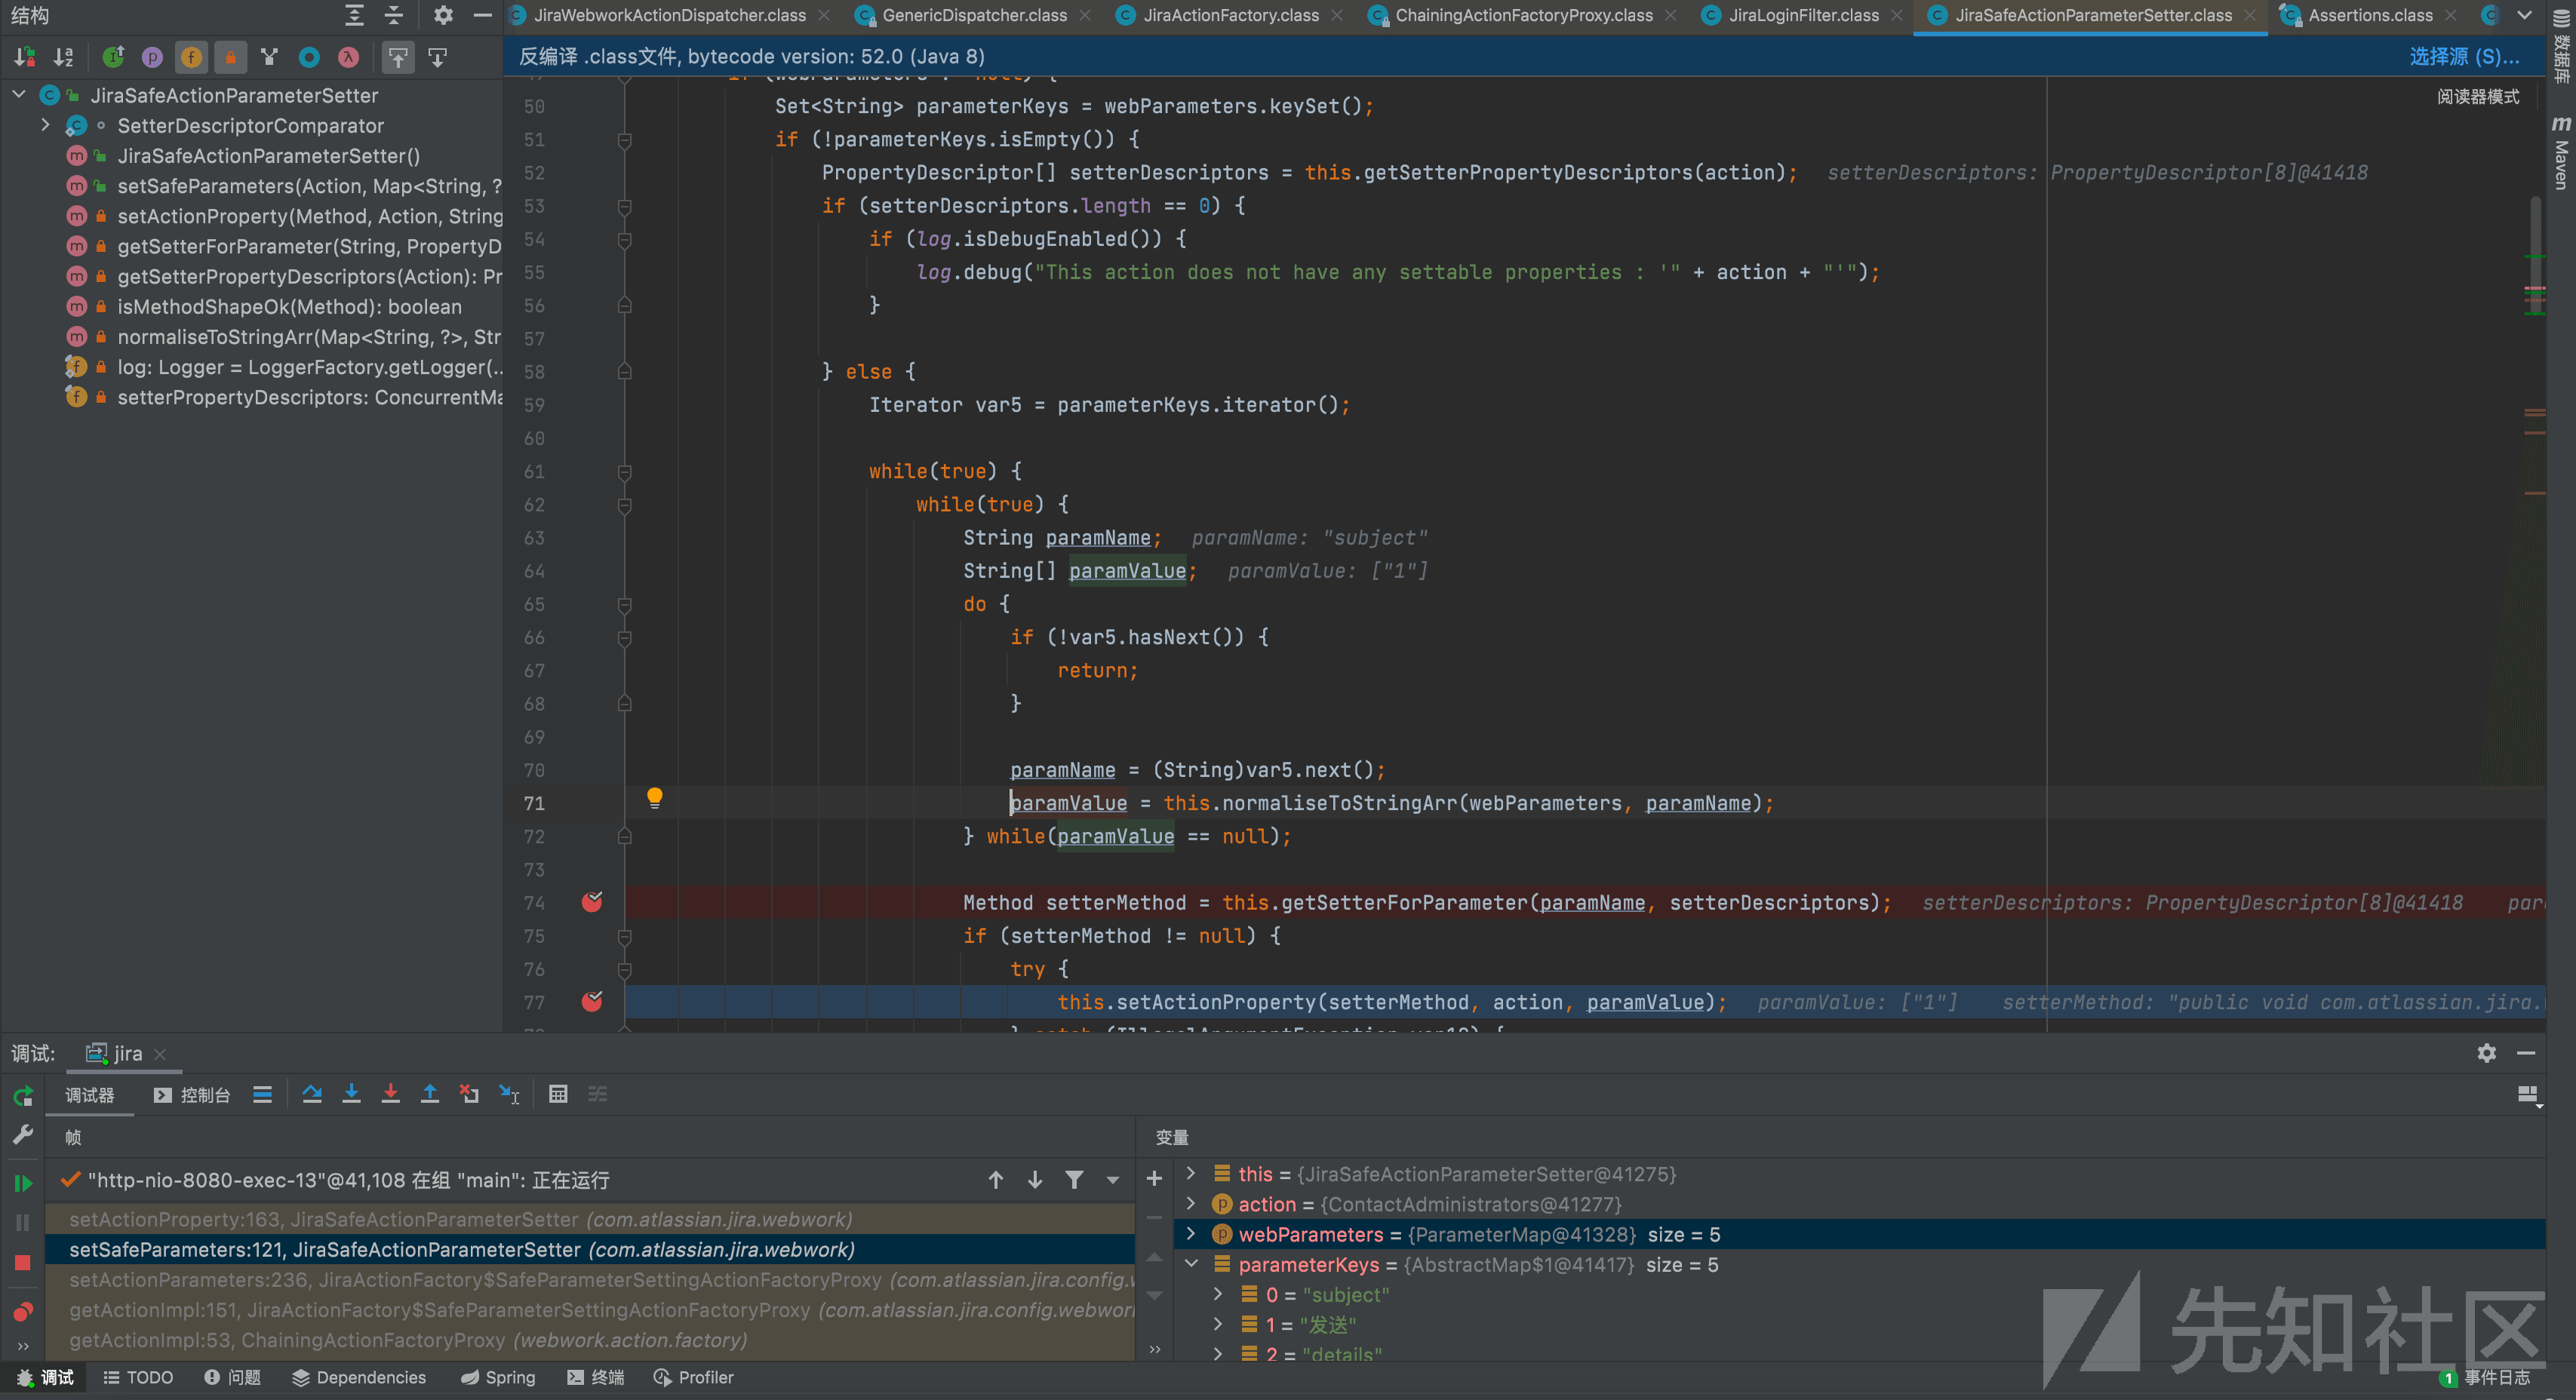 结构
JiraWebworkActionDispatcher.class
GenericDispatcher.class
JiraActionFactory.class
ChainingActionFactoryProxy.class
JiraLoginFilter.class
JiraSafeActionParameterSetter.class
Assertions.class
反编译 .class文件, bytecode version: 52.0 (Java 8)
选择源 (S)...
阅读器模式
数据库
Maven
JiraSafeActionParameterSetter
SetterDescriptorComparator
JiraSafeActionParameterSetter()
setSafeParameters(Action, Map<String, ?
setActionProperty(Method, Action, String
getSetterForParameter(String, PropertyD
getSetterPropertyDescriptors(Action): Pr
isMethodShapeOk(Method): boolean
normaliseToStringArr(Map<String, ?>, Str
log: Logger = LoggerFactory.getLogger(...
setterPropertyDescriptors: ConcurrentMa
50 Set<String> parameterKeys = webParameters.keySet();
51 if (!parameterKeys.isEmpty()) {
52 PropertyDescriptor[] setterDescriptors = this.getSetterPropertyDescriptors(action); setterDescriptors: PropertyDescriptor[8]@41418
53 if (setterDescriptors.length == 0) {
54 if (log.isDebugEnabled()) {
55 log.debug("This action does not have any settable properties : '" + action + "'");
56 }
57
58 } else {
59 Iterator var5 = parameterKeys.iterator();
60
61 while(true) {
62 while(true) {
63 String paramName; paramName: "subject"
64 String[] paramValue; paramValue: ["1"]
65 do {
66 if (!var5.hasNext()) {
67 return;
68 }
69
70 paramName = (String)var5.next();
71 paramValue = this.normaliseToStringArr(webParameters, paramName);
72 } while(paramValue == null);
73
74 Method setterMethod = this.getSetterForParameter(paramName, setterDescriptors); setterDescriptors: PropertyDescriptor[8]@41418 par
75 if (setterMethod != null) {
76 try {
77 this.setActionProperty(setterMethod, action, paramValue); paramValue: ["1"] setterMethod: "public void com.atlassian.jira.
调试: jira
调试器 控制台
帧
"http-nio-8080-exec-13"@41,108 在组 "main": 正在运行
setActionProperty:163, JiraSafeActionParameterSetter (com.atlassian.jira.webwork)
setSafeParameters:121, JiraSafeActionParameterSetter (com.atlassian.jira.webwork)
setActionParameters:236, JiraActionFactory$SafeParameterSettingActionFactoryProxy (com.atlassian.jira.config.w
getActionImpl:151, JiraActionFactory$SafeParameterSettingActionFactoryProxy (com.atlassian.jira.config.webwor
getActionImpl:53, ChainingActionFactoryProxy (webwork.action.factory)
变量
this = {JiraSafeActionParameterSetter@41275}
action = {ContactAdministrators@41277}
webParameters = {ParameterMap@41328} size = 5
parameterKeys = {AbstractMap$1@41417} size = 5
0 = "subject"
1 = "发送"
2 = "details"
先知社区
调试 TODO 问题 Dependencies Spring 终端 Profiler
1 事件日志